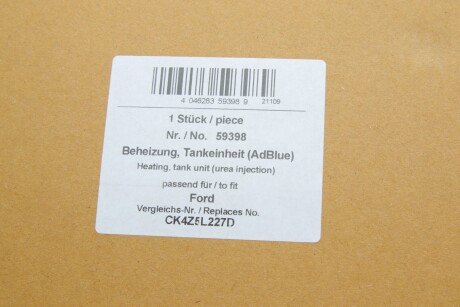 4 046283 59398 9 21109
1 Stück / piece
Nr. / No. 59398
Beheizung, Tankeinheit (AdBlue)
Heating, tank unit (urea injection)
passend für / to fit
Ford
Vergleichs-Nr. / Replaces No.
CK4Z5L227D